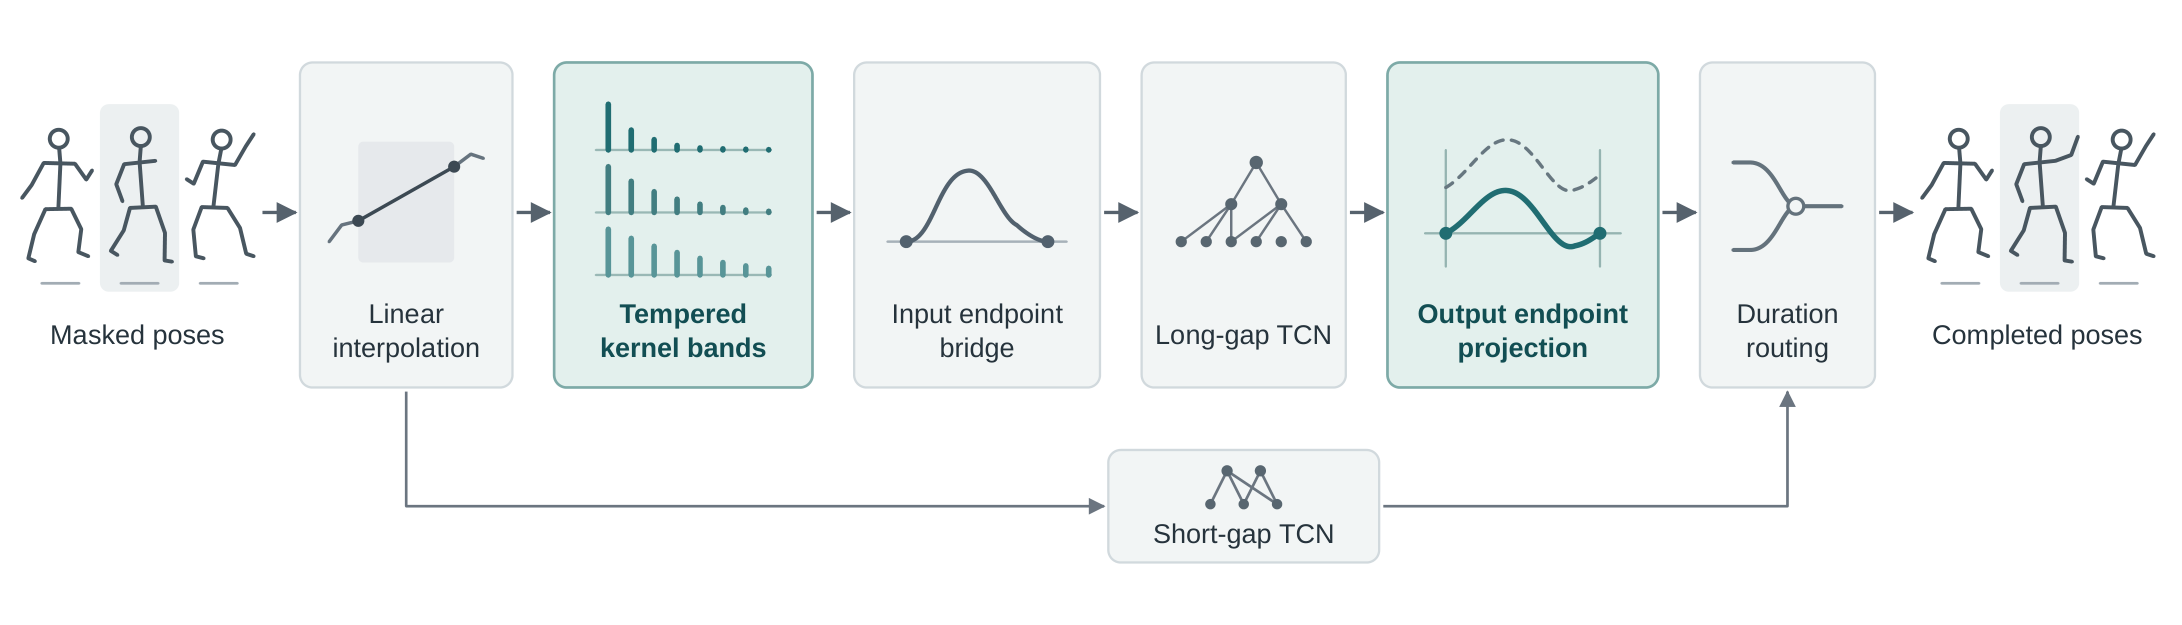 Masked poses
Linear
interpolation
Tempered
kernel bands
Input endpoint
bridge
Long-gap TCN
Output endpoint
projection
Duration
routing
Completed poses
Short-gap TCN